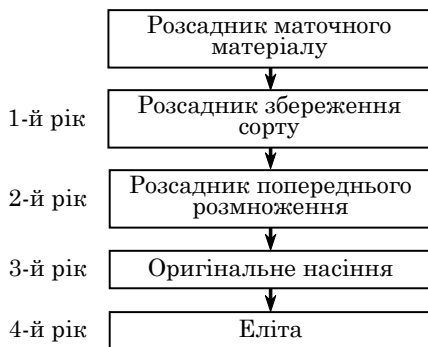 Розсадник маточного
матеріалу
1-й рік
Розсадник збереження
сорту
2-й рік
Розсадник попереднього
розмноження
3-й рік
Оригінальне насіння
4-й рік
Еліта